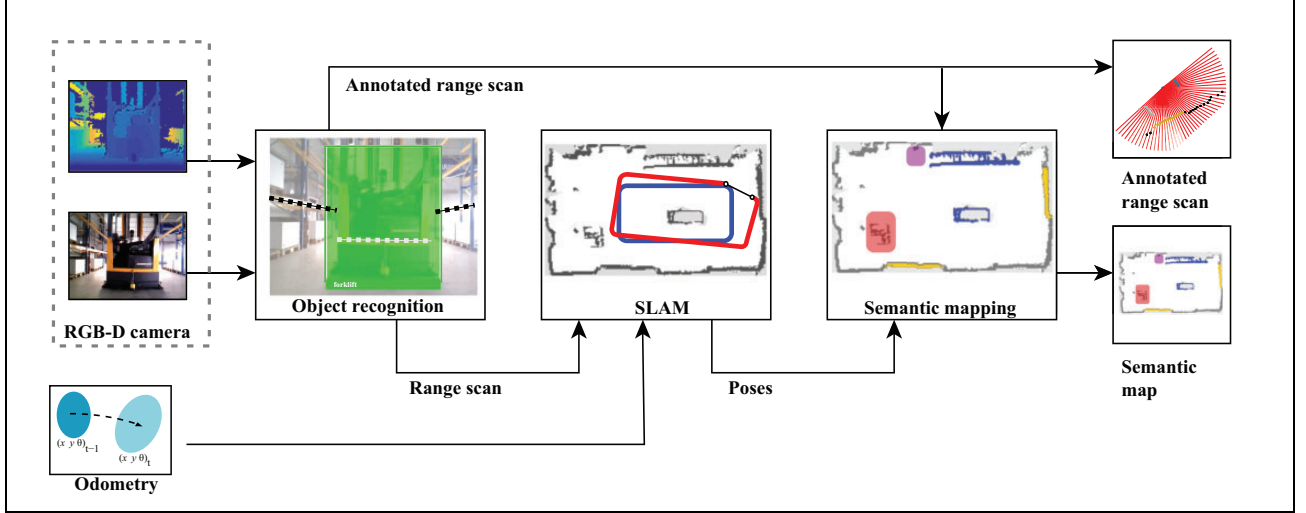 Annotated range scan
forklift
Annotated
range scan
Object recognition
SLAM
Semantic mapping
RGB-D camera
Range scan
Poses
Semantic
map
(x y θ)t−1
(x y θ)t
Odometry